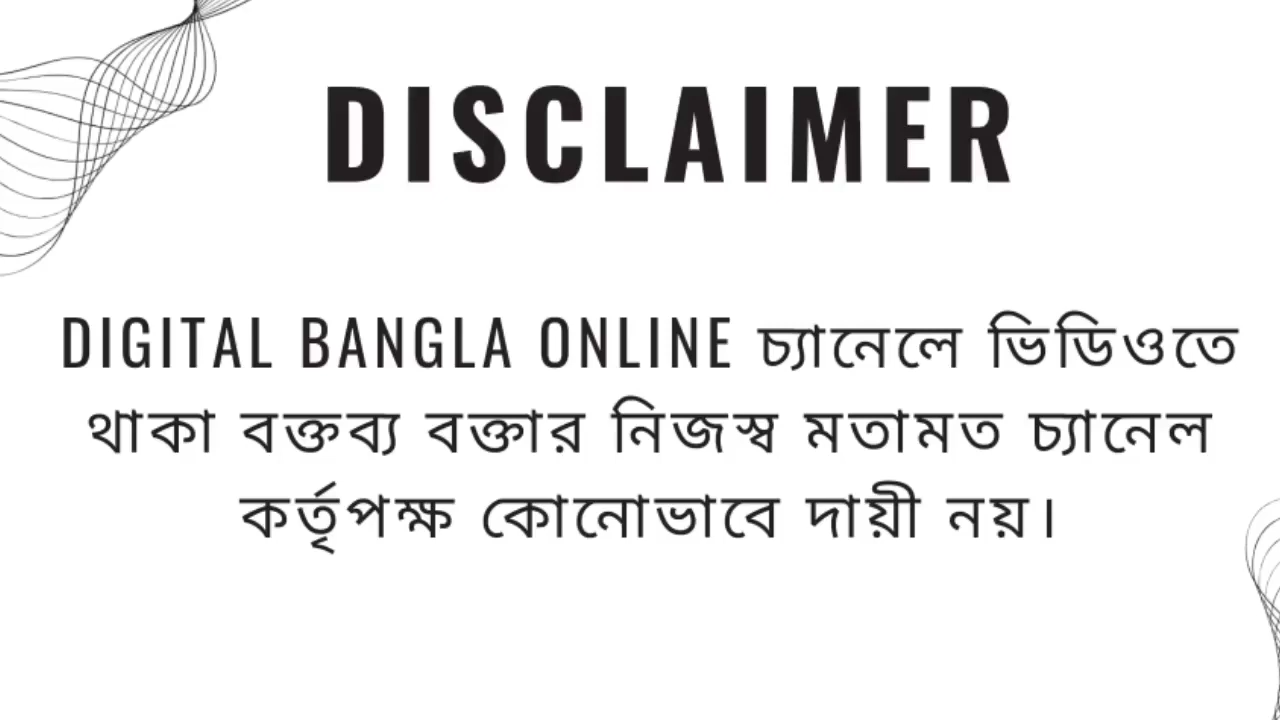 DISCLAIMER
DIGITAL BANGLA ONLINE চ্যানেলে ভিডিওতে
থাকা বক্তব্য বক্তার নিজস্ব মতামত চ্যানেল
কর্তৃপক্ষ কোনোভাবে দায়ী নয়।